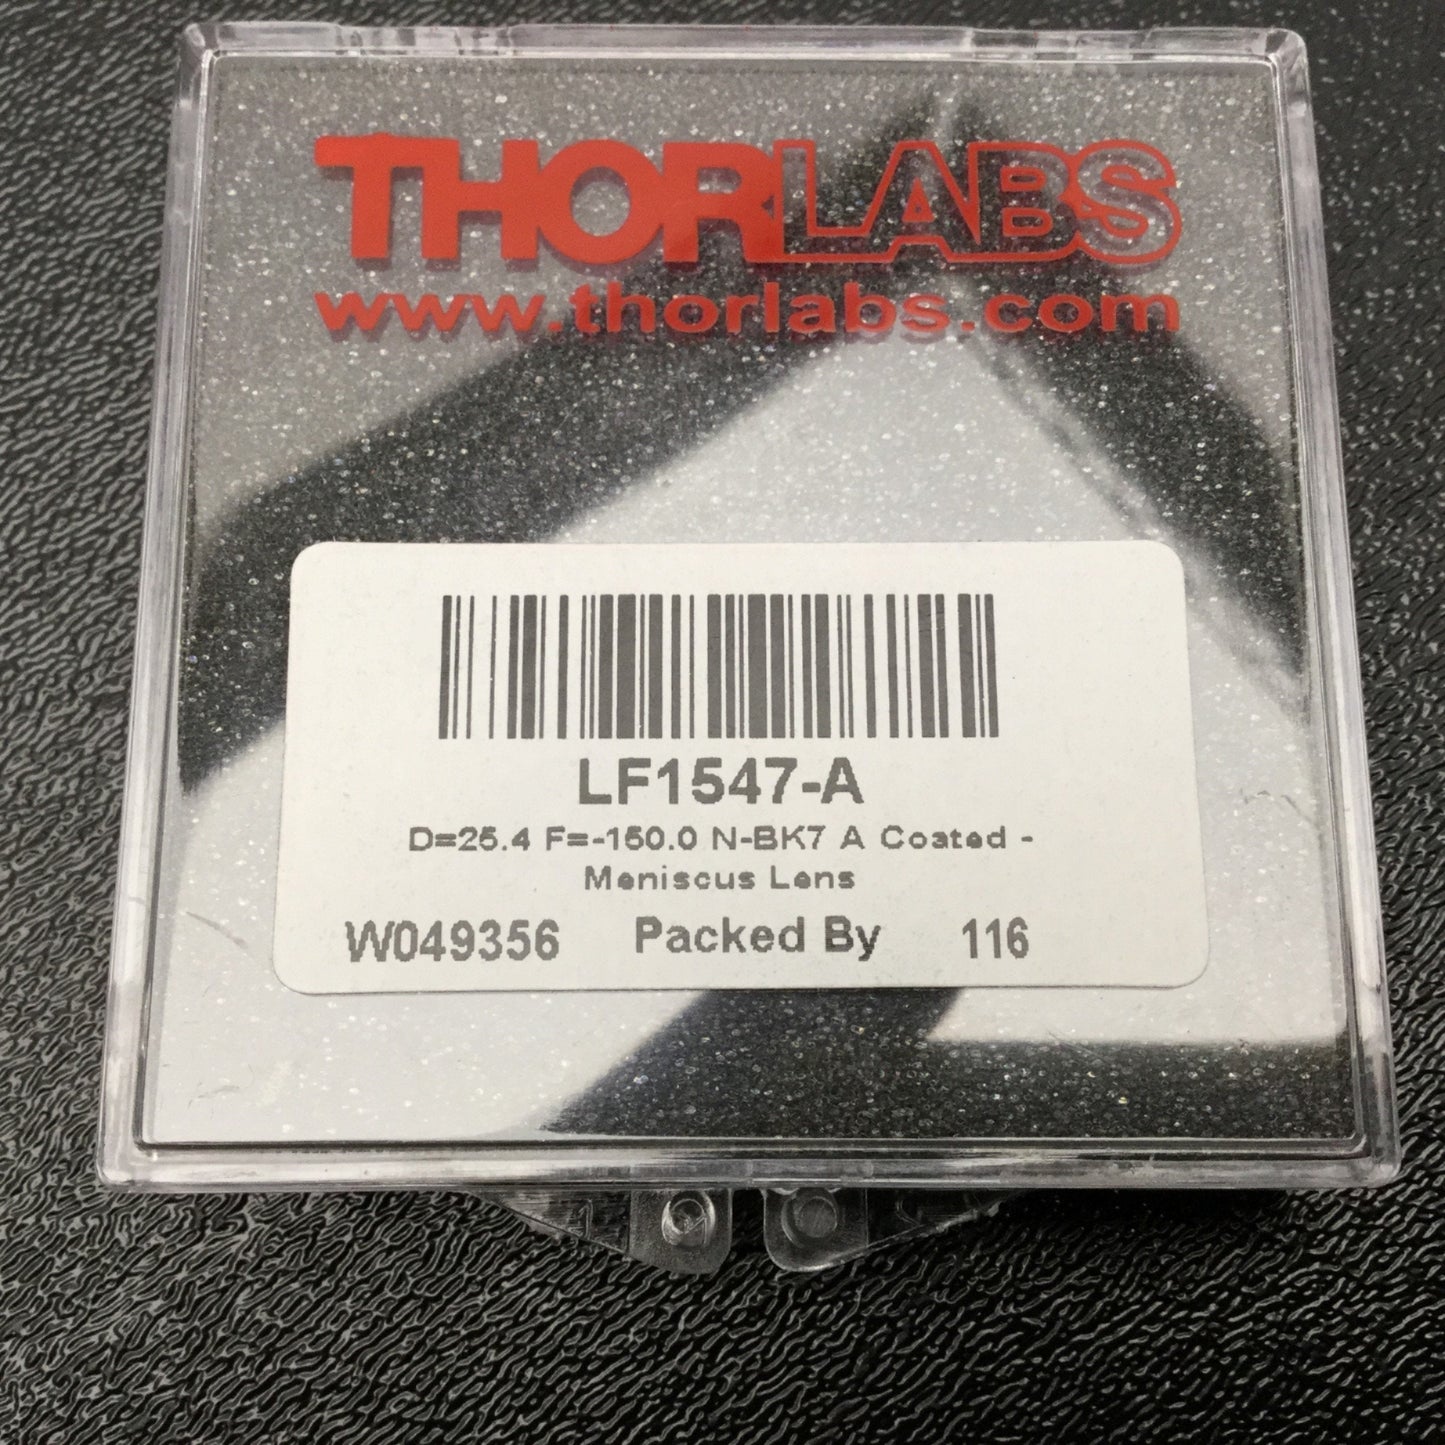 THORLABS
www.thorlabs.com
LF1547-A
D=25.4 F=-150.0 N-BK7 A Coated -
Meniscus Lens
W049356 Packed By 116